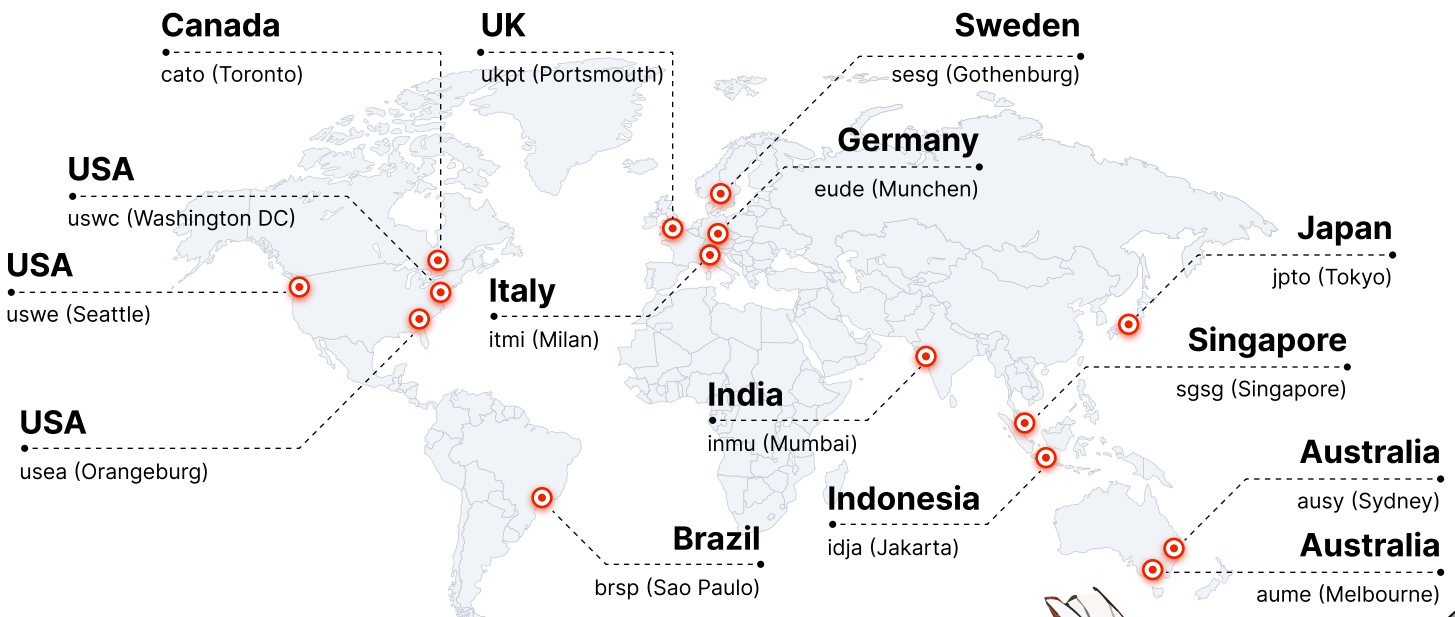 Canada
cato (Toronto)
UK
ukpt (Portsmouth)
Sweden
sesg (Gothenburg)
Germany
eude (Munchen)
USA
uswc (Washington DC)
Japan
jpto (Tokyo)
USA
uswe (Seattle)
Italy
itmi (Milan)
Singapore
sgsg (Singapore)
India
inmu (Mumbai)
USA
usea (Orangeburg)
Australia
ausy (Sydney)
Indonesia
idja (Jakarta)
Brazil
brsp (Sao Paulo)
Australia
aume (Melbourne)